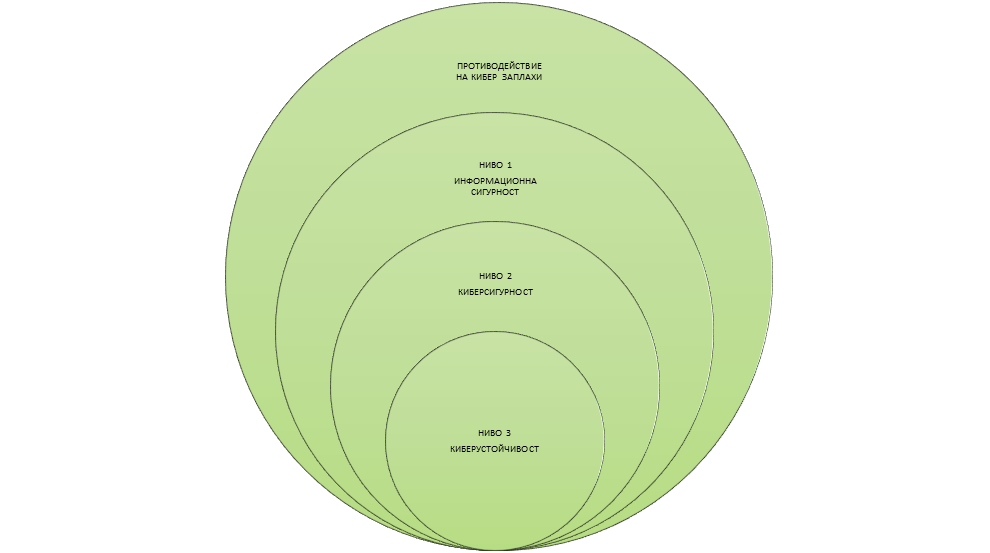 ПРОТИВОДЕЙСТВИЕ
НА КИБЕР ЗАПЛАХИ
НИВО 1
ИНФОРМАЦИОННА
СИГУРНОСТ
НИВО 2
КИБЕРСИГУРНОСТ
НИВО 3
КИБЕРУСТОЙЧИВОСТ